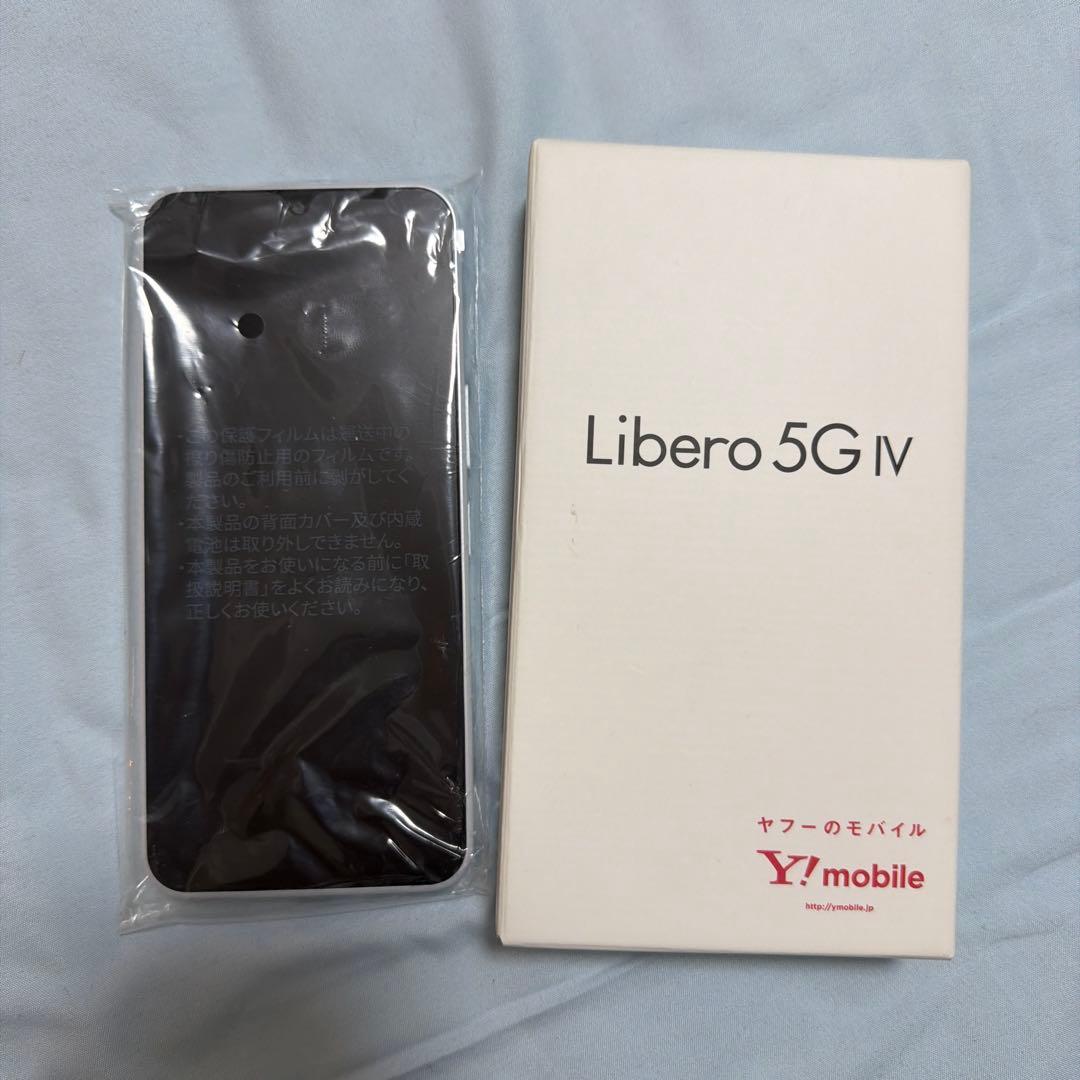 ・この保護フィルムは運送中の
擦り傷防止用のフィルムです。
製品のご利用前に剥がしてく
ださい。
・本製品の背面カバー及び内蔵
電池は取り外しできません。
・本製品をお使いになる前に「取
扱説明書」をよくお読みになり、
正しくお使いください。
Libero 5G IV
ヤフーのモバイル
Y! mobile
http://ymobile.jp